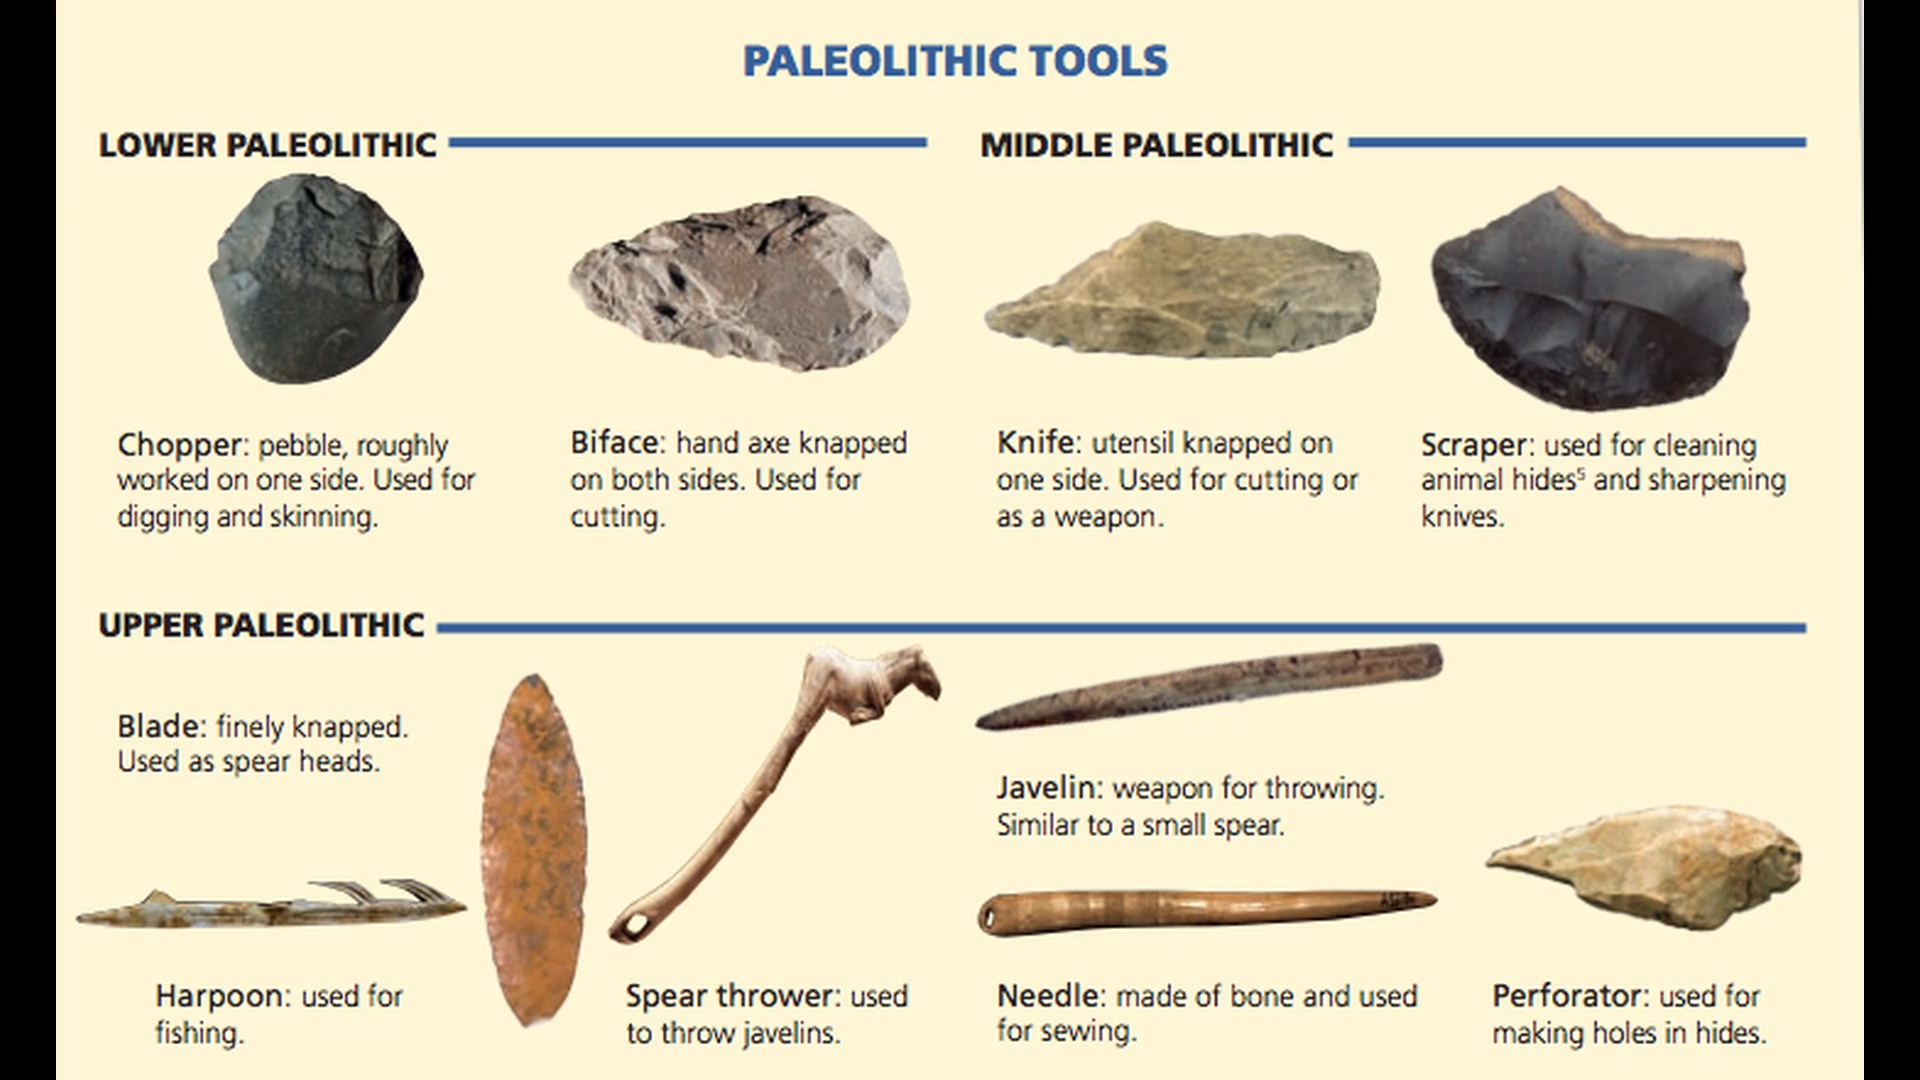 PALEOLITHIC TOOLS
LOWER PALEOLITHIC
Chopper: pebble, roughly
worked on one side. Used for
digging and skinning.
Biface: hand axe knapped
on both sides. Used for
cutting.
MIDDLE PALEOLITHIC
Knife: utensil knapped on
one side. Used for cutting or
as a weapon.
Scraper: used for cleaning
animal hides⁵ and sharpening
knives.
UPPER PALEOLITHIC
Blade: finely knapped.
Used as spear heads.
Harpoon: used for
fishing.
Spear thrower: used
to throw javelins.
Javelin: weapon for throwing.
Similar to a small spear.
Needle: made of bone and used
for sewing.
Perforator: used for
making holes in hides.